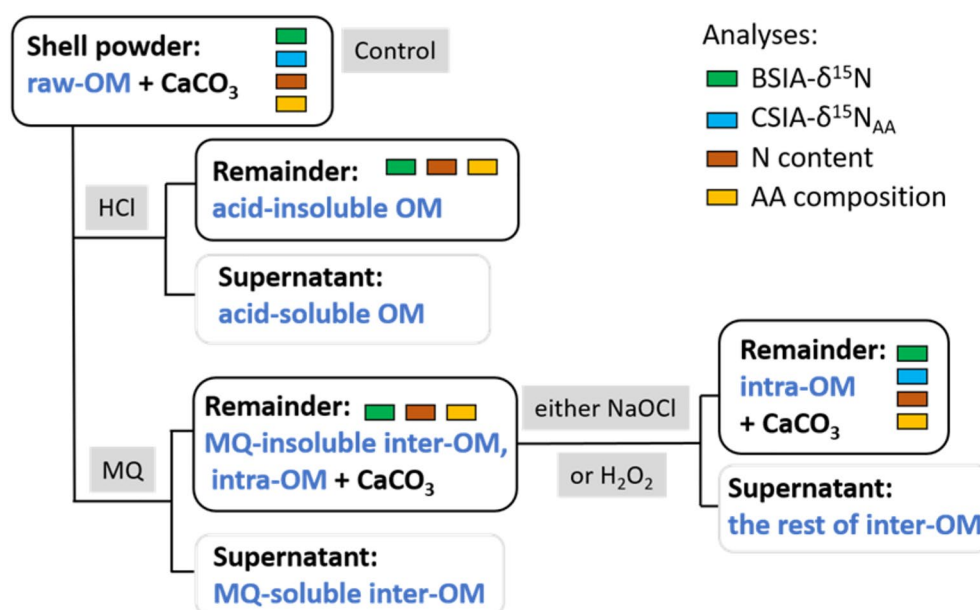 Shell powder:
raw-OM + CaCO₃
Control
Analyses:
BSIA-δ¹⁵N
CSIA-δ¹⁵N_AA
N content
AA composition
HCl
Remainder:
acid-insoluble OM
Supernatant:
acid-soluble OM
MQ
Remainder:
MQ-insoluble inter-OM,
intra-OM + CaCO₃
Supernatant:
MQ-soluble inter-OM
either NaOCl
or H₂O₂
Remainder:
intra-OM
+ CaCO₃
Supernatant:
the rest of inter-OM